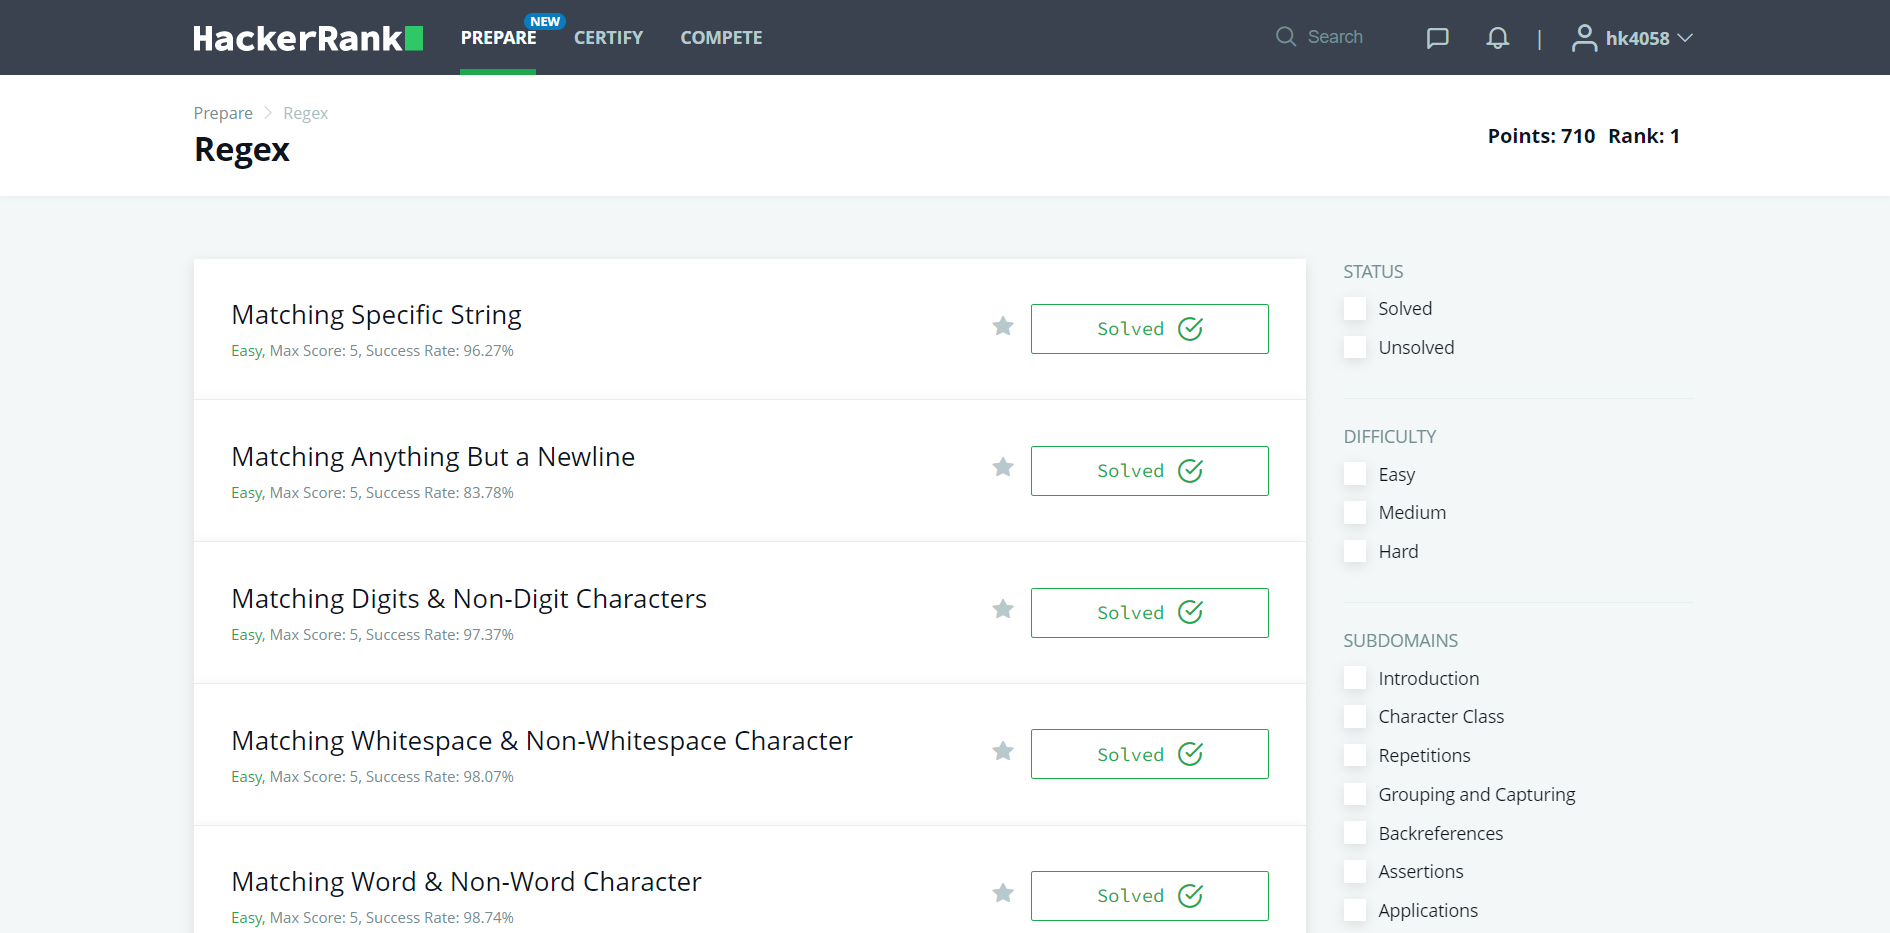 HackerRank
PREPARE
NEW
CERTIFY
COMPETE
Search
|
hk4058
Prepare
Regex
Regex
Points: 710 Rank: 1
Matching Specific String
Easy, Max Score: 5, Success Rate: 96.27%
Solved
Matching Anything But a Newline
Easy, Max Score: 5, Success Rate: 83.78%
Solved
Matching Digits & Non-Digit Characters
Easy, Max Score: 5, Success Rate: 97.37%
Solved
Matching Whitespace & Non-Whitespace Character
Easy, Max Score: 5, Success Rate: 98.07%
Solved
Matching Word & Non-Word Character
Easy, Max Score: 5, Success Rate: 98.74%
Solved
STATUS
Solved
Unsolved
DIFFICULTY
Easy
Medium
Hard
SUBDOMAINS
Introduction
Character Class
Repetitions
Grouping and Capturing
Backreferences
Assertions
Applications